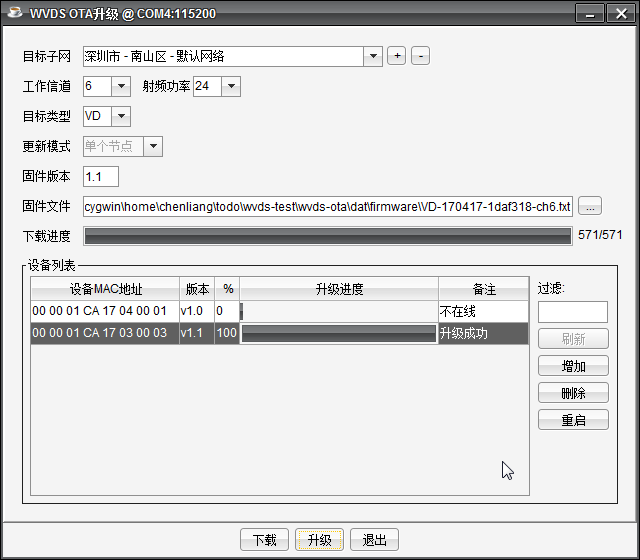 WVDS OTA升级 @ COM4:115200
目标子网 深圳市 - 南山区 - 默认网络 + -
工作信道 6 射频功率 24
目标类型 VD
更新模式 单个节点
固件版本 1.1
固件文件 cygwin\home\chenliang\todo\wvds-test\wvds-ota\dat\firmware\VD-170417-1daf318-ch6.txt ...
下载进度 571/571
设备列表
设备MAC地址 版本 % 升级进度 备注 过滤:
00 00 01 CA 17 04 00 01 v1.0 0 不在线
00 00 01 CA 17 03 00 03 v1.1 100 升级成功
刷新
增加
删除
重启
下载 升级 退出